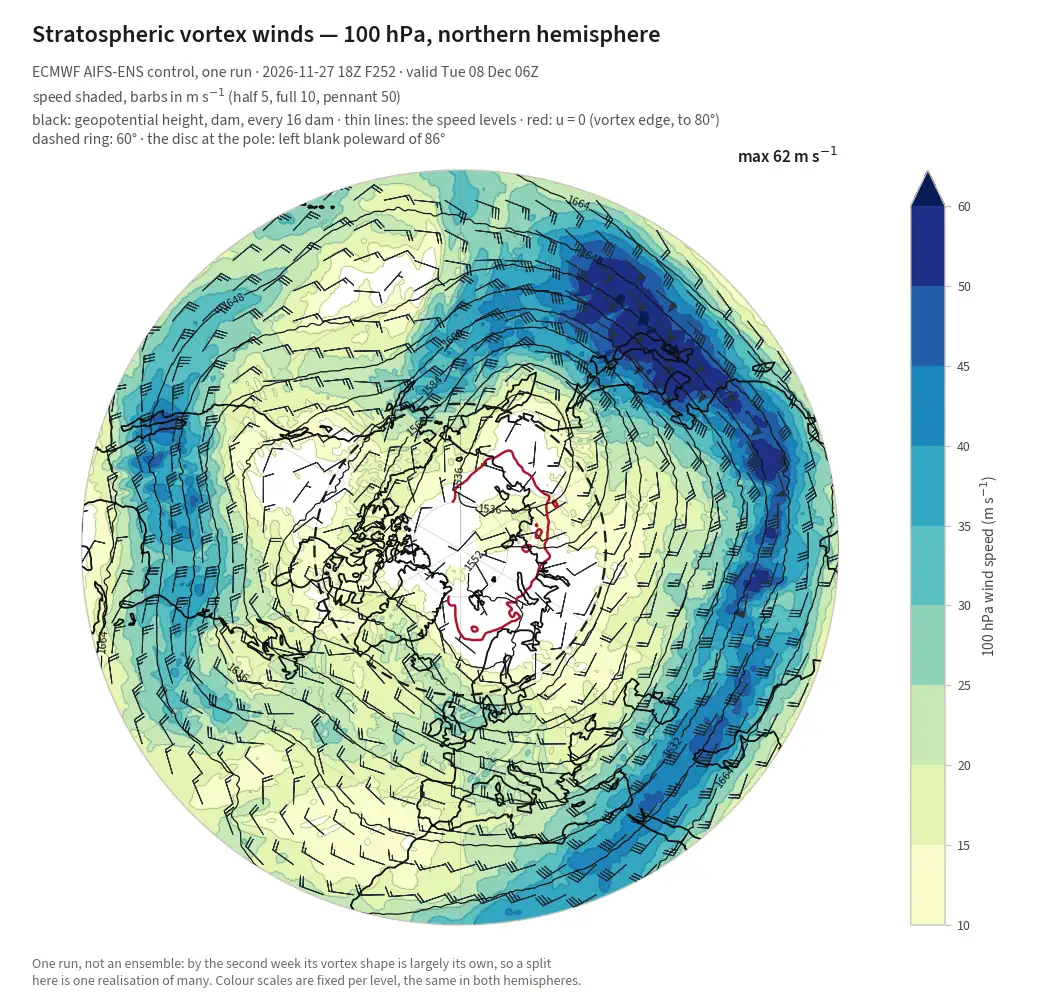 Stratospheric vortex winds — 100 hPa, northern hemisphere
ECMWF AIFS-ENS control, one run · 2026-11-27 18Z F252 · valid Tue 08 Dec 06Z
speed shaded, barbs in m s⁻¹ (half 5, full 10, pennant 50)
black: geopotential height, dam, every 16 dam · thin lines: the speed levels · red: u = 0 (vortex edge, to 80°)
dashed ring: 60° · the disc at the pole: left blank poleward of 86°
max 62 m s⁻¹
1664
1648
1648
1584
1536
1536
1552
1664
1632
1664
60
50
45
40
35
30
25
20
15
10
100 hPa wind speed (m s⁻¹)
One run, not an ensemble: by the second week its vortex shape is largely its own, so a split
here is one realisation of many. Colour scales are fixed per level, the same in both hemispheres.